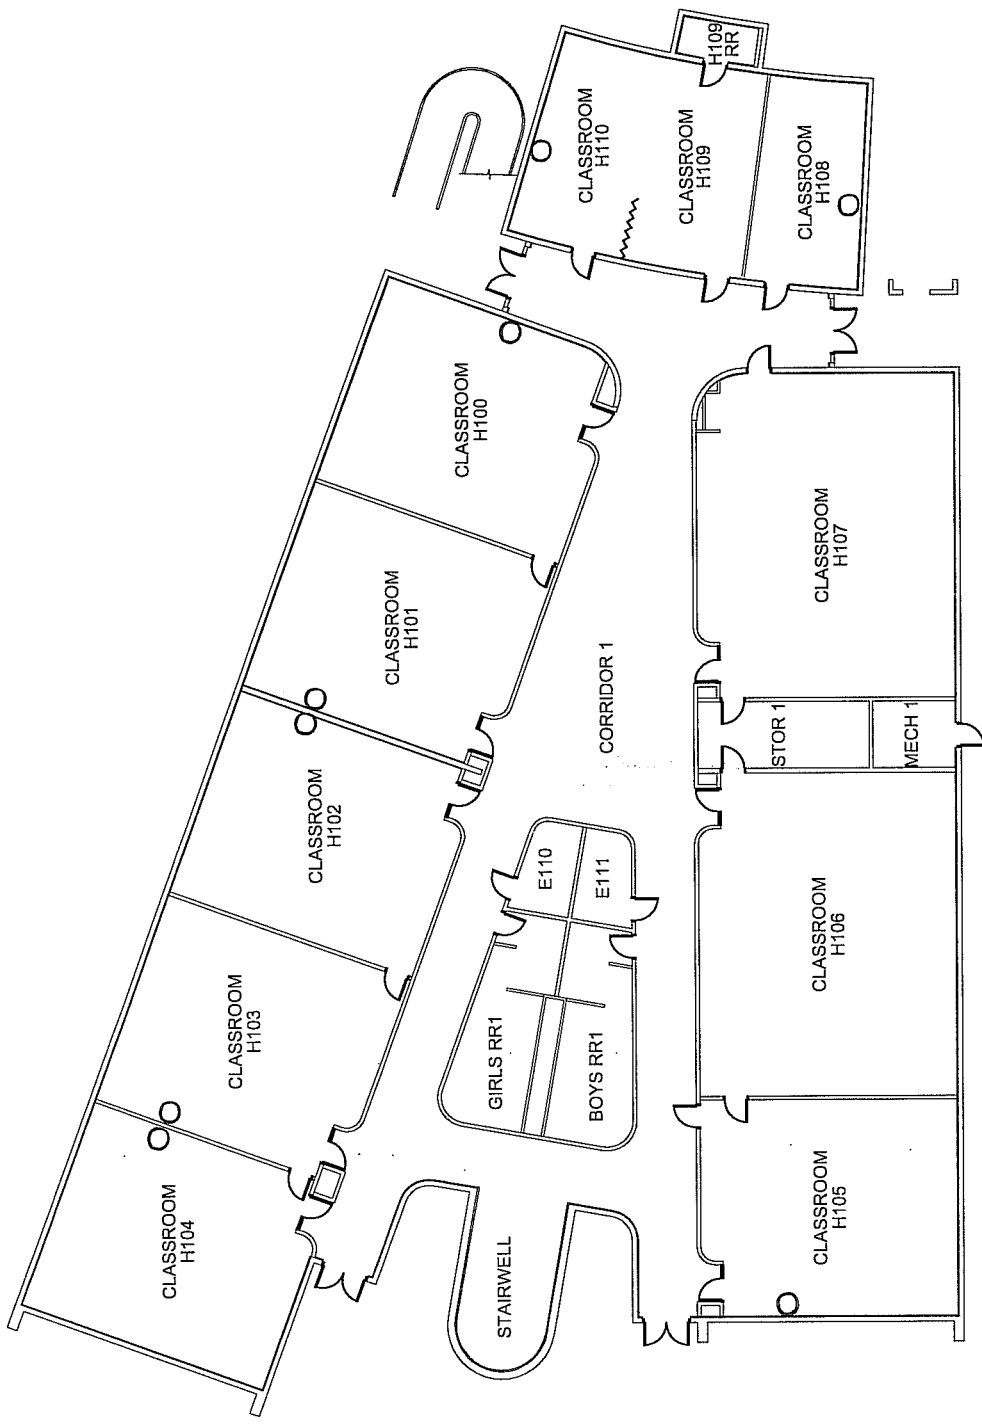 CLASSROOM
H104
CLASSROOM
H103
CLASSROOM
H102
CLASSROOM
H101
CLASSROOM
H100
CLASSROOM
H110
CLASSROOM
H109
H109
RR
CLASSROOM
H108
STAIRWELL
GIRLS RR1
BOYS RR1
E110
E111
CORRIDOR 1
CLASSROOM
H105
CLASSROOM
H106
STOR 1
MECH 1
CLASSROOM
H107